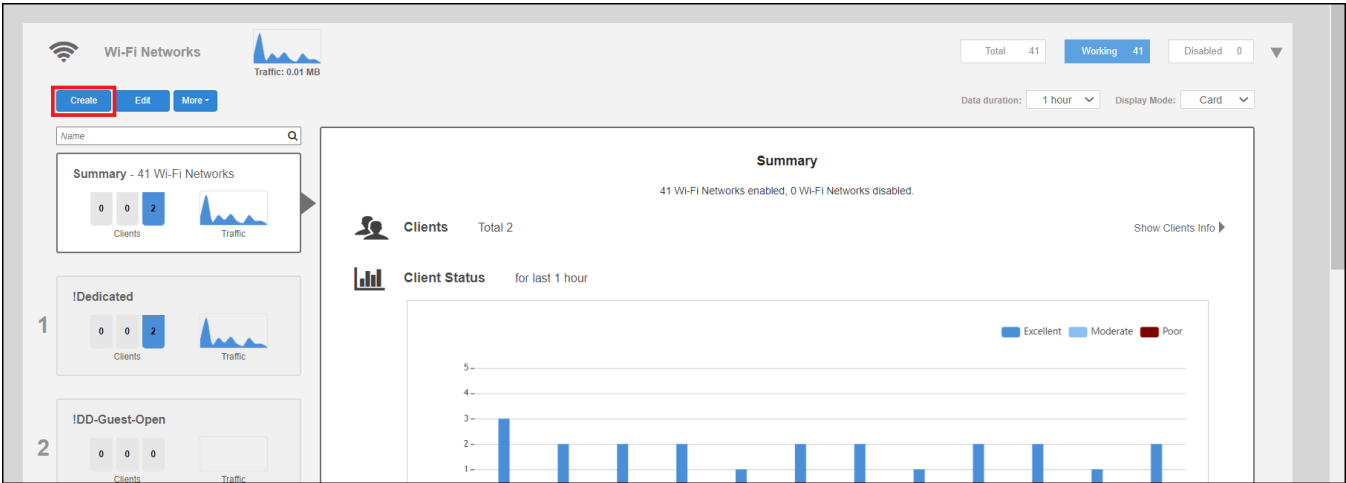 Wi-Fi Networks
Traffic: 0.01 MB
Total 41 Working 41 Disabled 0
Create Edit More
Data duration: 1 hour Display Mode: Card
Name
Summary - 41 Wi-Fi Networks
0 0 2
Clients Traffic
1
!Dedicated
0 0 2
Clients Traffic
2
!DD-Guest-Open
0 0 0
Clients Traffic
Summary
41 Wi-Fi Networks enabled, 0 Wi-Fi Networks disabled.
Clients Total 2 Show Clients Info
Client Status for last 1 hour
Excellent Moderate Poor
5
4
3
2
1